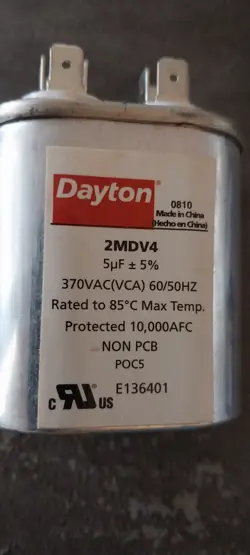 Dayton
0810
Made in China
(Hecho en China)
2MDV4
5µF ± 5%
370VAC(VCA) 60/50HZ
Rated to 85°C Max Temp.
Protected 10,000AFC
NON PCB
POC5
E136401
C RU US